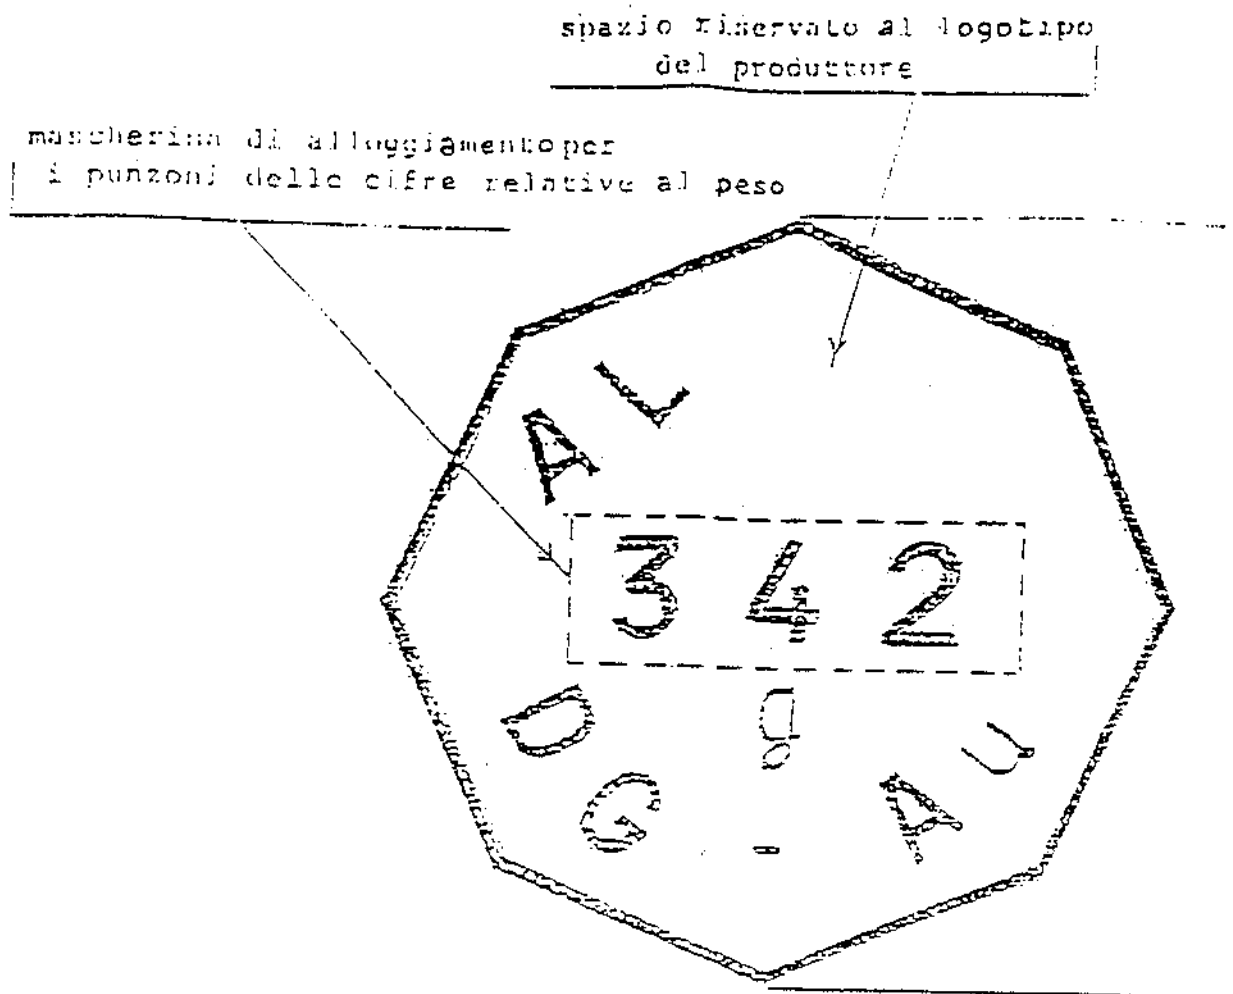 spazio riservato al logotipo
del produttore
mascherina di alloggiamento per
i punzoni delle cifre relative al peso
AL
342
g.
DG - AU